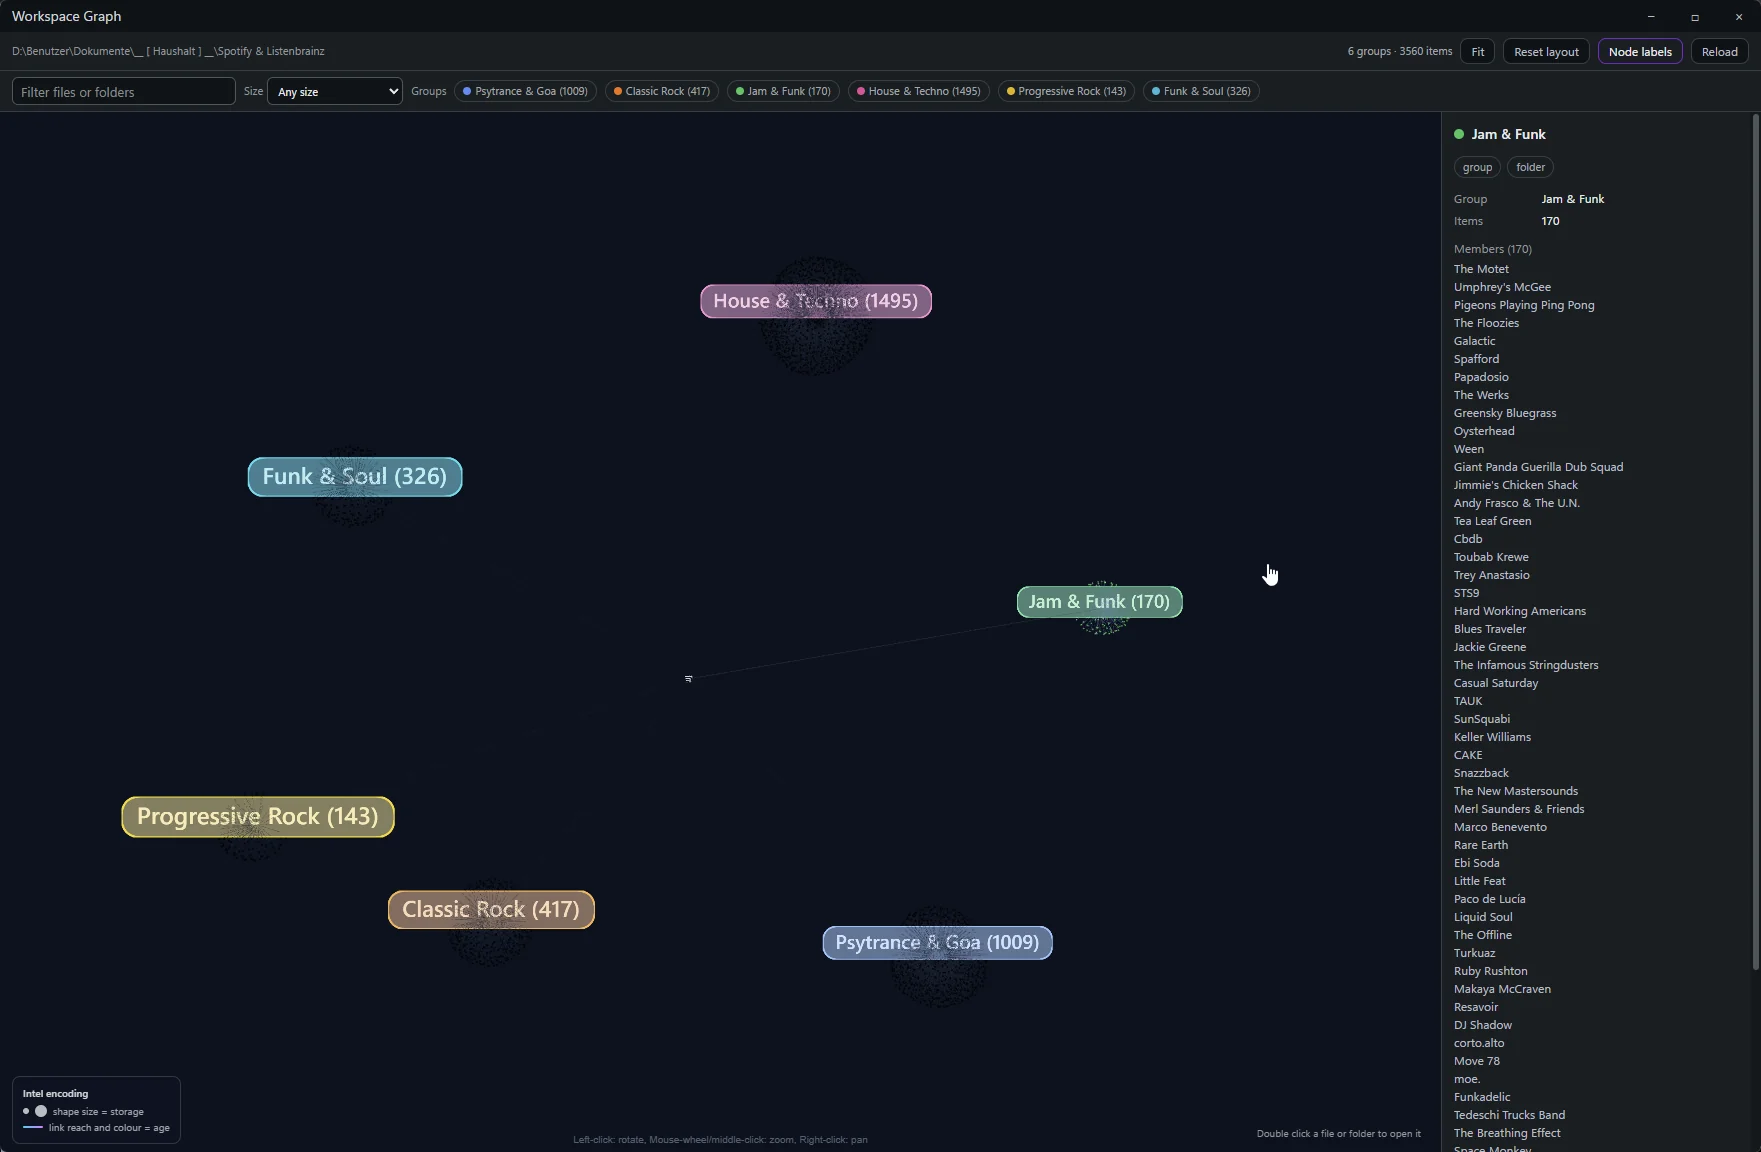 Workspace Graph
D:\Benutzer\Dokumente\__ [ Haushalt ] __\Spotify & Listenbrainz
6 groups · 3560 items
Fit
Reset layout
Node labels
Reload
Filter files or folders
Size
Any size
Groups
Psytrance & Goa (1009)
Classic Rock (417)
Jam & Funk (170)
House & Techno (1495)
Progressive Rock (143)
Funk & Soul (326)
House & Techno (1495)
Funk & Soul (326)
Jam & Funk (170)
Progressive Rock (143)
Classic Rock (417)
Psytrance & Goa (1009)
Intel encoding
shape size = storage
link reach and colour = age
Left-click: rotate, Mouse-wheel/middle-click: zoom, Right-click: pan
Double click a file or folder to open it
Jam & Funk
group
folder
Group Jam & Funk
Items 170
Members (170)
The Motet
Umphrey's McGee
Pigeons Playing Ping Pong
The Floozies
Galactic
Spafford
Papadosio
The Werks
Greensky Bluegrass
Oysterhead
Ween
Giant Panda Guerilla Dub Squad
Jimmie's Chicken Shack
Andy Frasco & The U.N.
Tea Leaf Green
Cbdb
Toubab Krewe
Trey Anastasio
STS9
Hard Working Americans
Blues Traveler
Jackie Greene
The Infamous Stringdusters
Casual Saturday
TAUK
SunSquabi
Keller Williams
CAKE
Snazzback
The New Mastersounds
Merl Saunders & Friends
Marco Benevento
Rare Earth
Ebi Soda
Little Feat
Paco de Lucía
Liquid Soul
The Offline
Turkuaz
Ruby Rushton
Makaya McCraven
Resavoir
DJ Shadow
corto.alto
Move 78
moe.
Funkadelic
Tedeschi Trucks Band
The Breathing Effect
Space Monkey